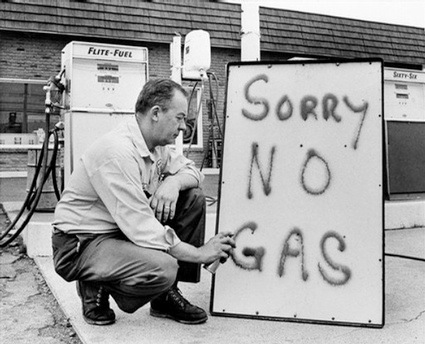 FLITE-FUEL
SIXTY-SIX
SORRY
NO
GAS